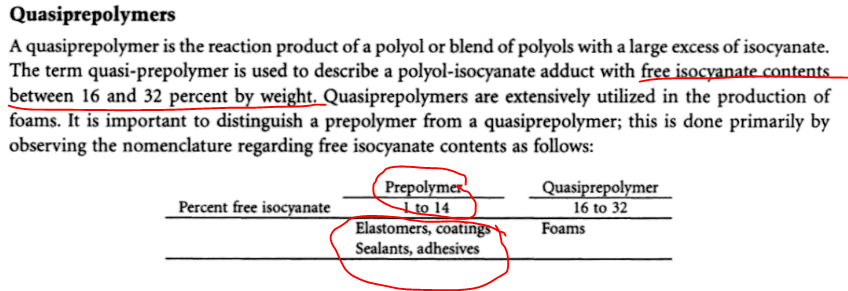 Quasiprepolymers
A quasiprepolymer is the reaction product of a polyol or blend of polyols with a large excess of isocyanate.
The term quasi-prepolymer is used to describe a polyol-isocyanate adduct with free isocyanate contents
between 16 and 32 percent by weight. Quasiprepolymers are extensively utilized in the production of
foams. It is important to distinguish a prepolymer from a quasiprepolymer; this is done primarily by
observing the nomenclature regarding free isocyanate contents as follows:
Prepolymer Quasiprepolymer
Percent free isocyanate 1 to 14 16 to 32
Elastomers, coatings Foams
Sealants, adhesives